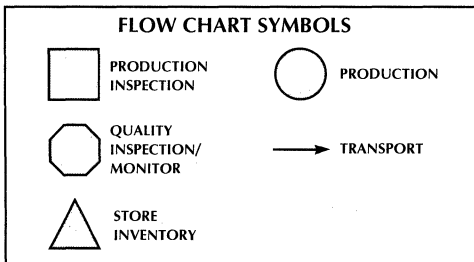 FLOW CHART SYMBOLS
PRODUCTION
INSPECTION
PRODUCTION
QUALITY
INSPECTION/
MONITOR
TRANSPORT
STORE
INVENTORY